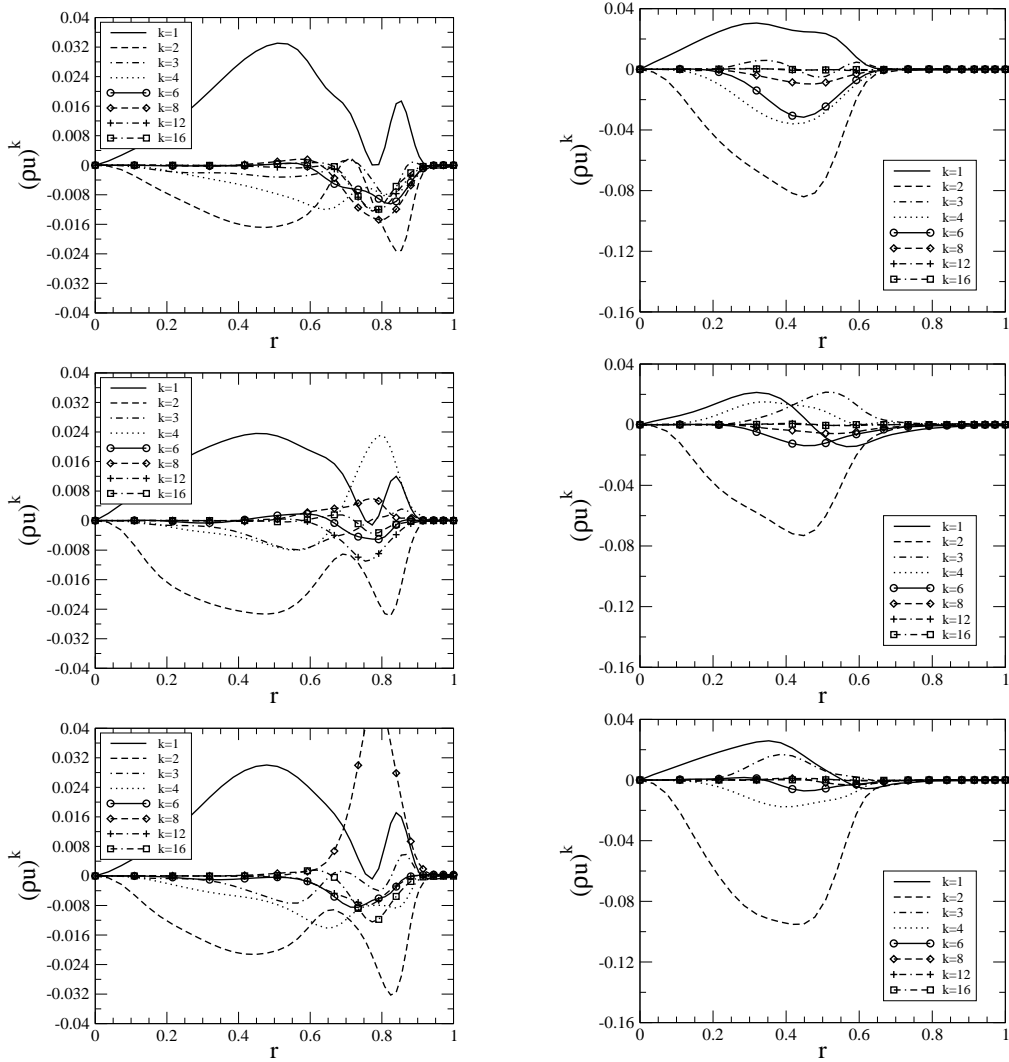 0.04
0.032
0.024
0.016
0.008
0
-0.008
-0.016
-0.024
-0.032
-0.04
(ρu)^k
k=1
k=2
k=3
k=4
k=6
k=8
k=12
k=16
0 0.2 0.4 0.6 0.8 1
r
0.04
0
-0.04
-0.08
-0.12
-0.16
(ρu)^k
k=1
k=2
k=3
k=4
k=6
k=8
k=12
k=16
0 0.2 0.4 0.6 0.8 1
r
0.04
0.032
0.024
0.016
0.008
0
-0.008
-0.016
-0.024
-0.032
-0.04
(ρu)^k
k=1
k=2
k=3
k=4
k=6
k=8
k=12
k=16
0 0.2 0.4 0.6 0.8 1
r
0.04
0
-0.04
-0.08
-0.12
-0.16
(ρu)^k
k=1
k=2
k=3
k=4
k=6
k=8
k=12
k=16
0 0.2 0.4 0.6 0.8 1
r
0.04
0.032
0.024
0.016
0.008
0
-0.008
-0.016
-0.024
-0.032
-0.04
(ρu)^k
k=1
k=2
k=3
k=4
k=6
k=8
k=12
k=16
0 0.2 0.4 0.6 0.8 1
r
0.04
0
-0.04
-0.08
-0.12
-0.16
(ρu)^k
k=1
k=2
k=3
k=4
k=6
k=8
k=12
k=16
0 0.2 0.4 0.6 0.8 1
r